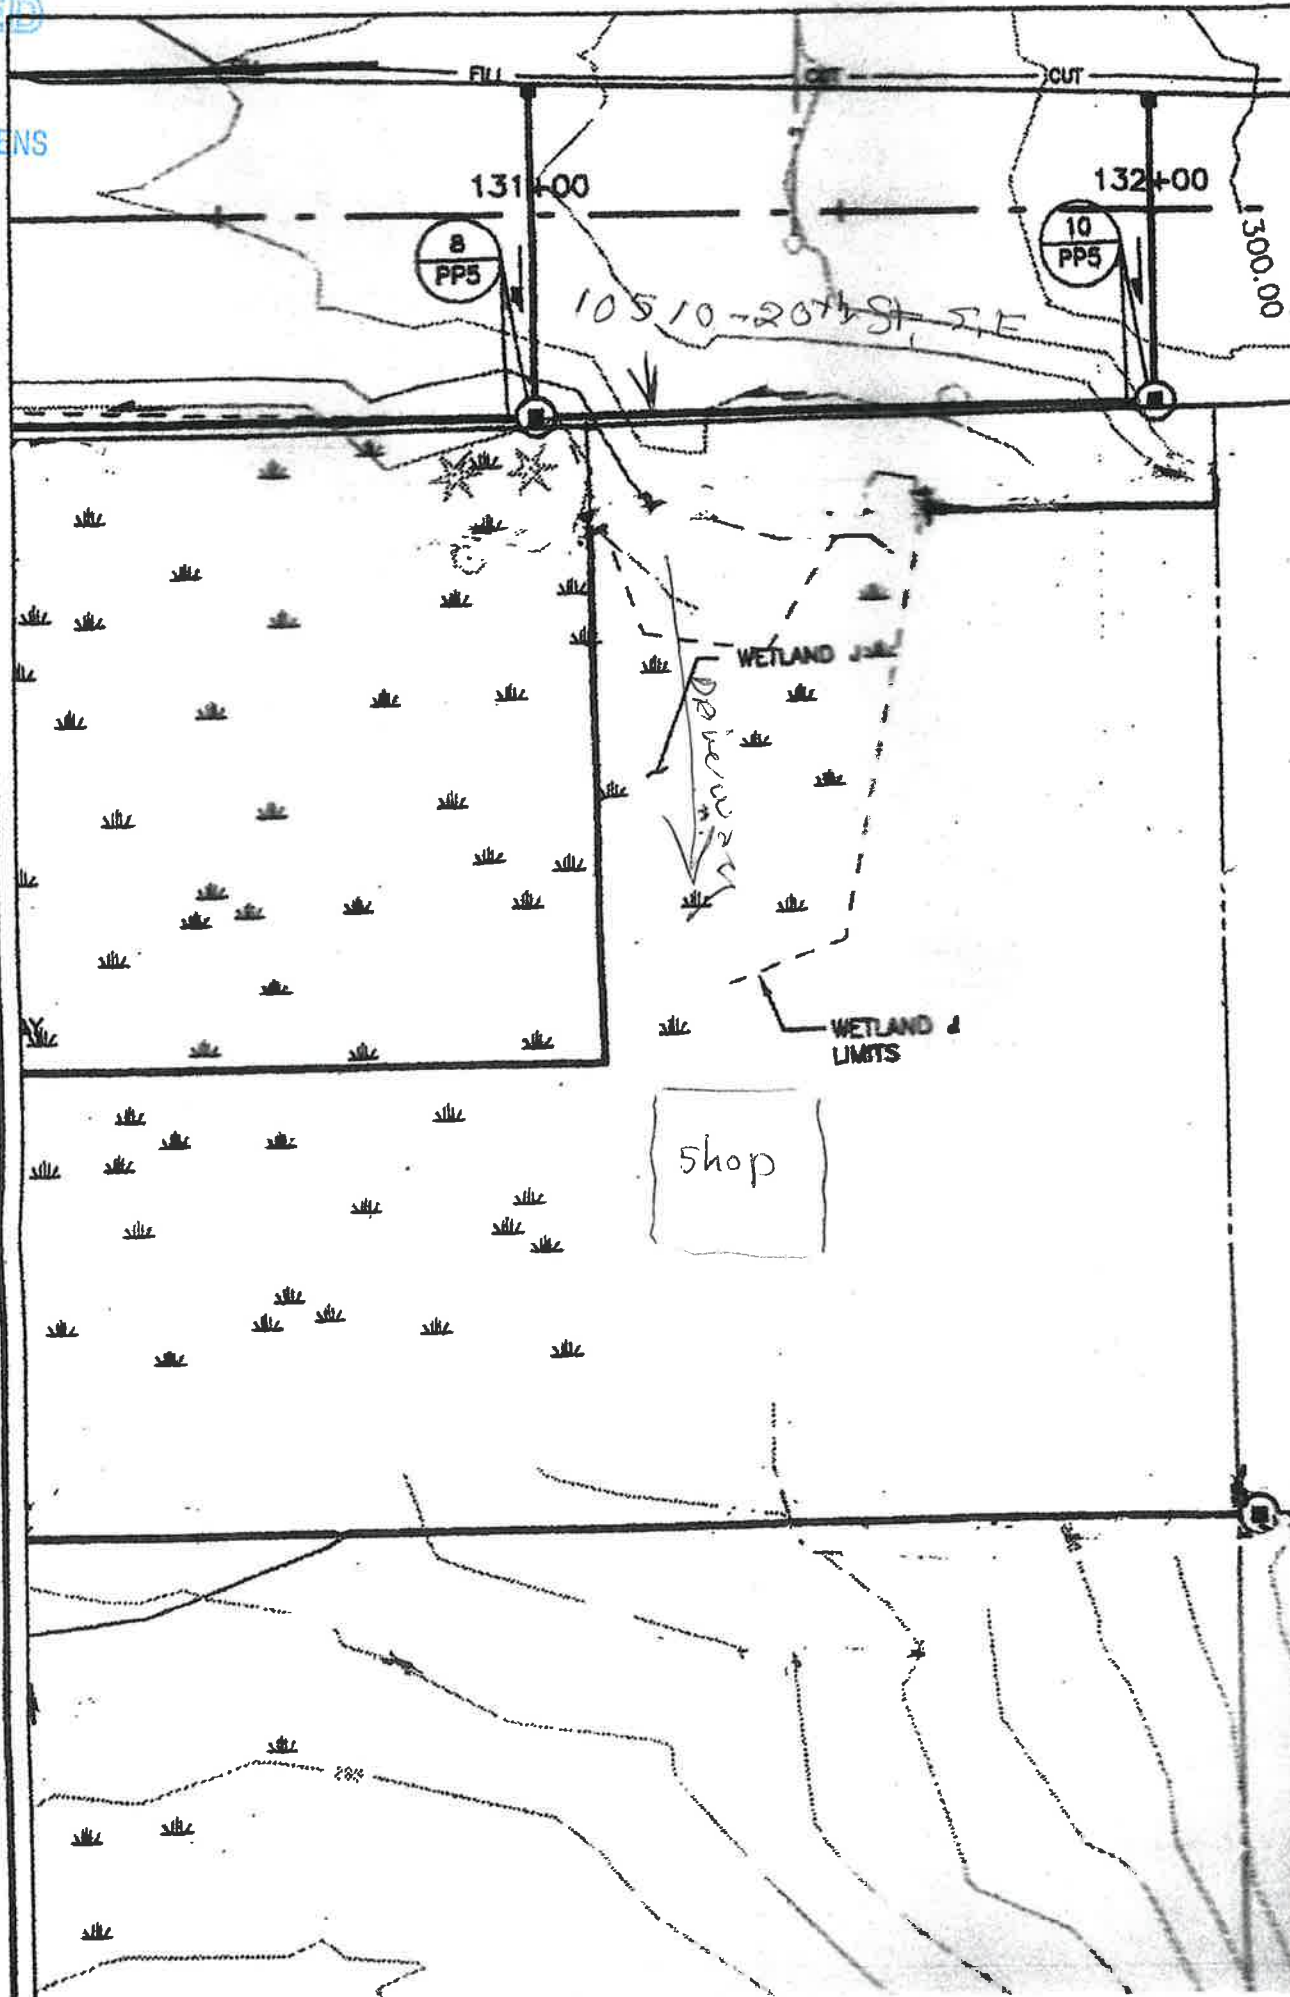 ENS
FILL
CUT
CUT
131+00
132+00
8
PP5
10
PP5
300.00
10510-20th St, S.E
WETLAND J
Driveway
WETLAND J
LIMITS
Shop